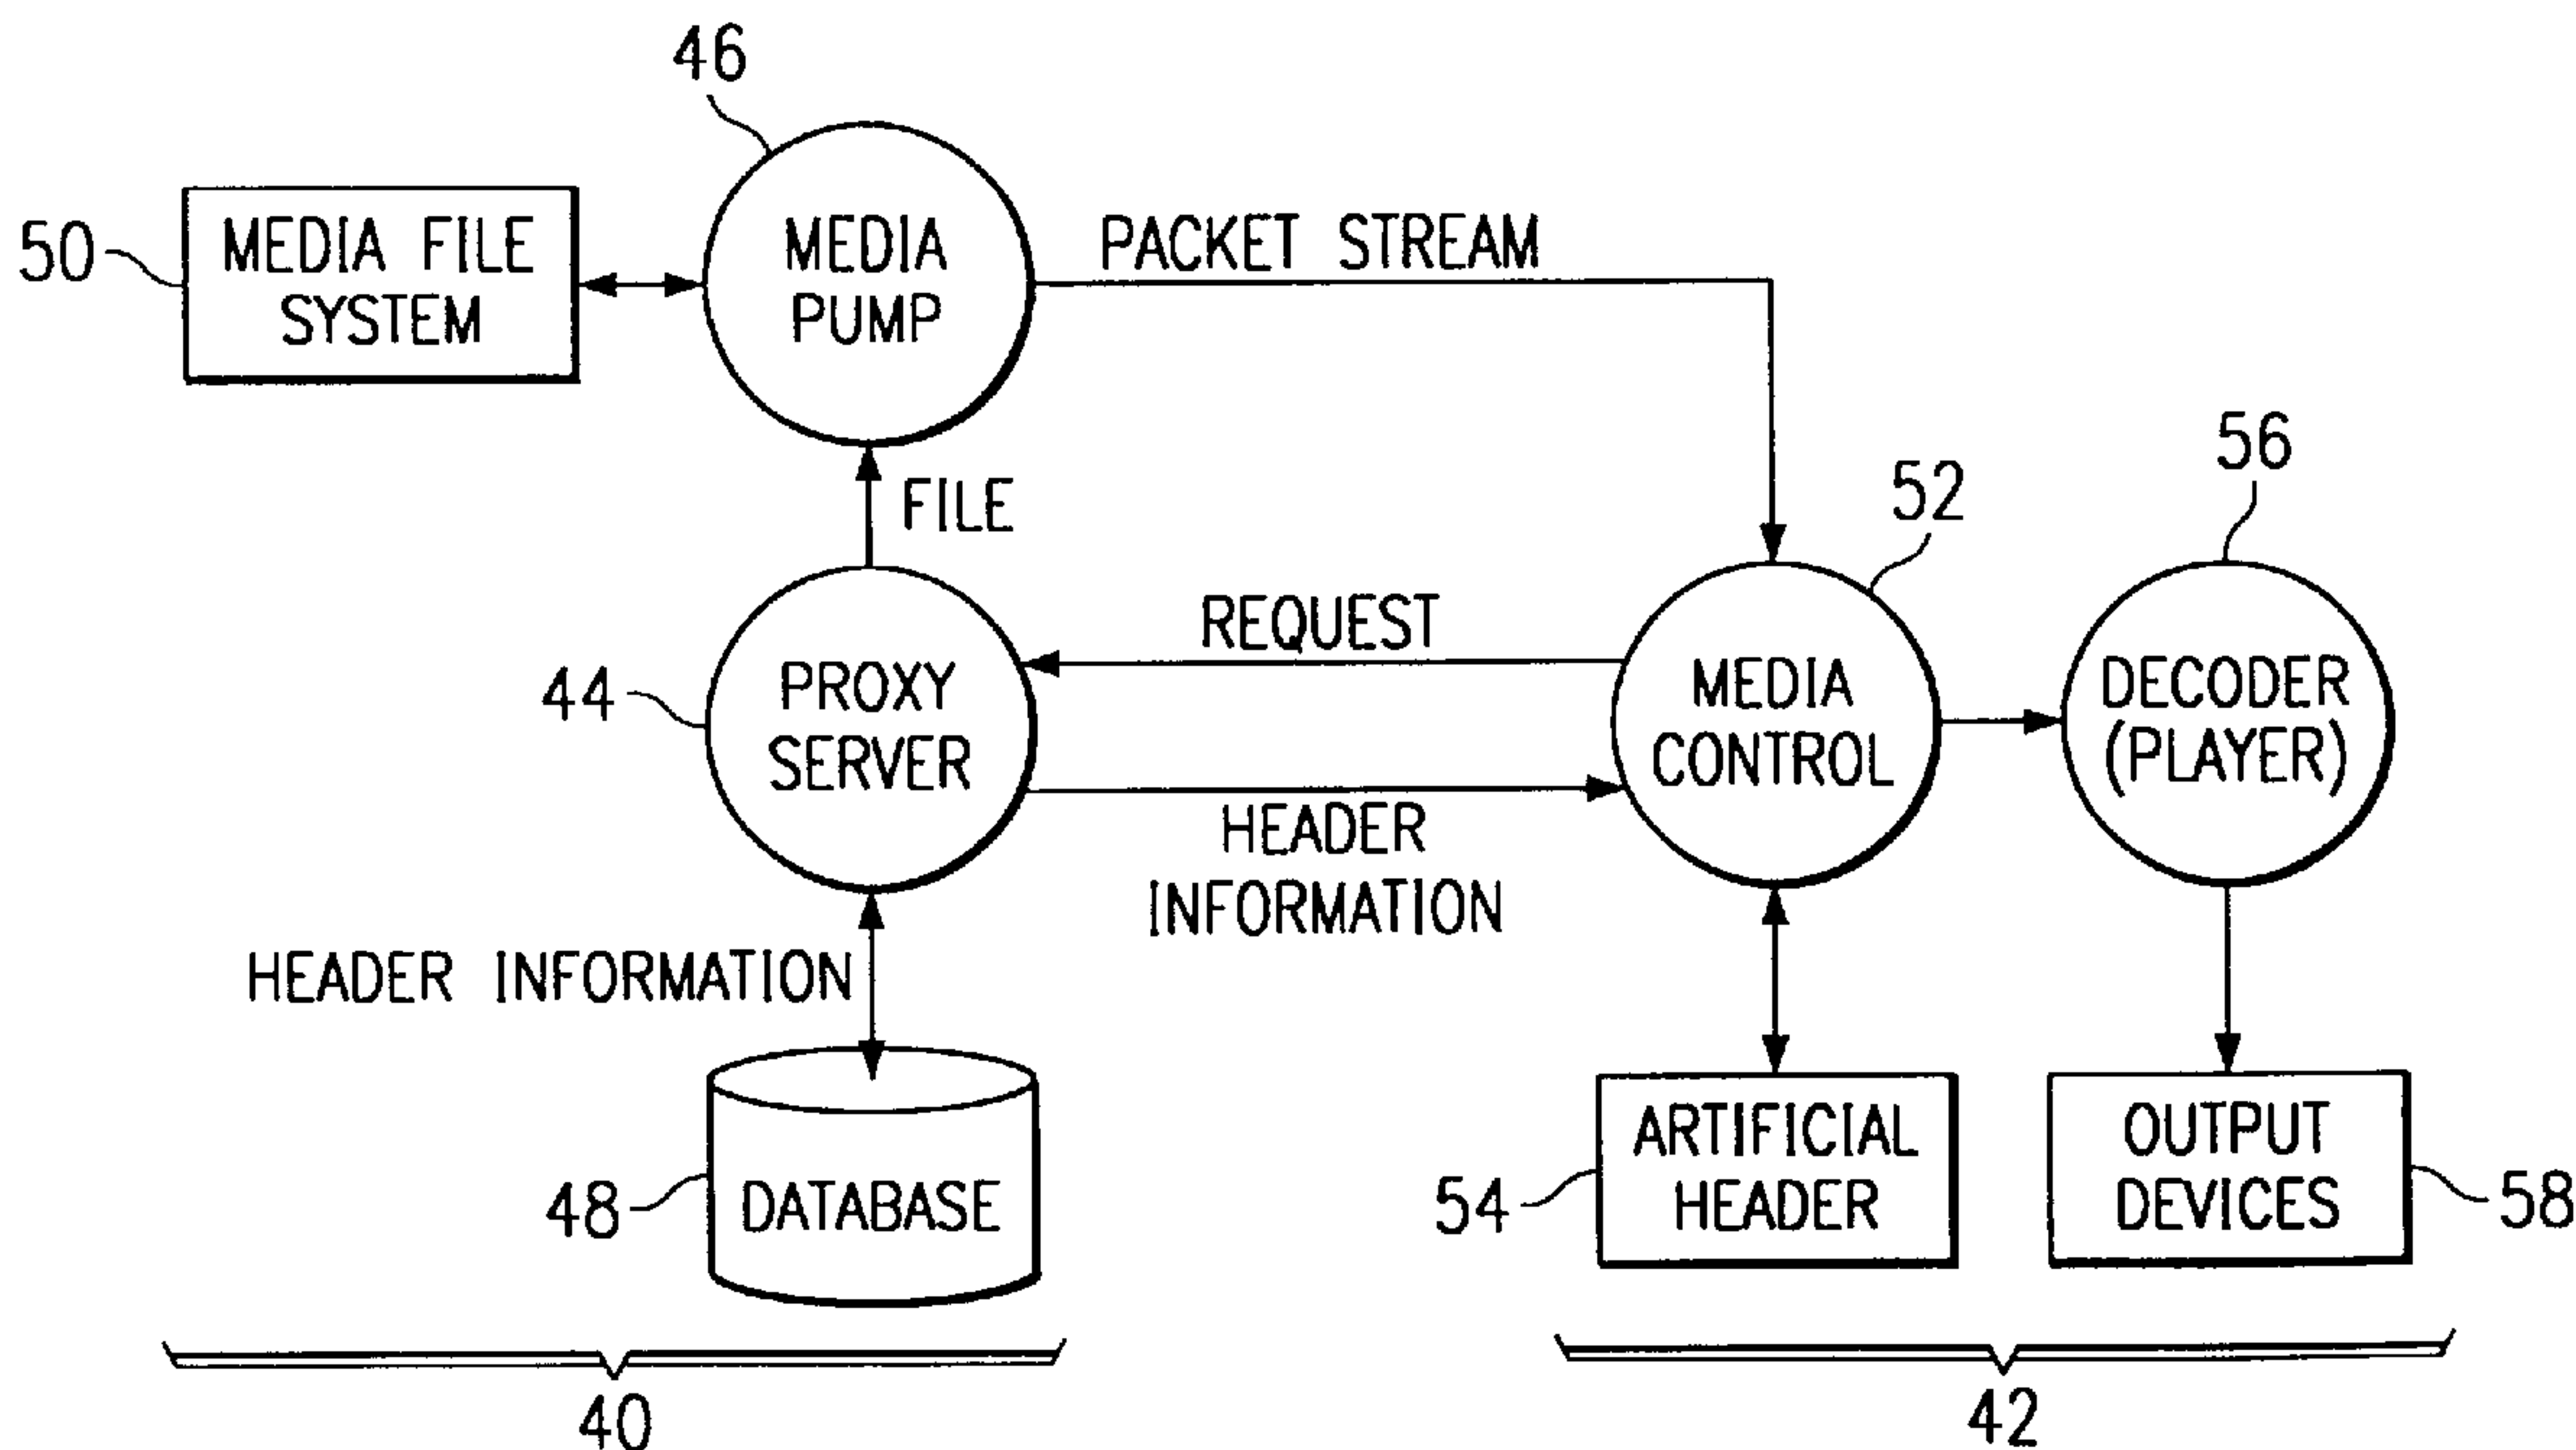 46
50
MEDIA FILE
SYSTEM
MEDIA
PUMP
PACKET STREAM
FILE
52
56
44
PROXY
SERVER
REQUEST
HEADER
INFORMATION
MEDIA
CONTROL
DECODER
(PLAYER)
HEADER INFORMATION
48
DATABASE
54
ARTIFICIAL
HEADER
OUTPUT
DEVICES
58
40
42